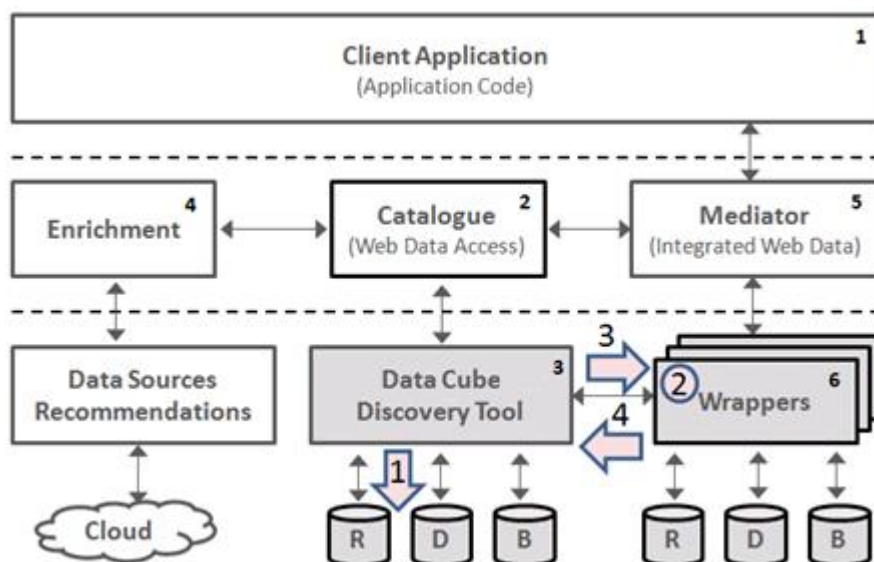 Client Application
(Application Code)
1
Enrichment
4
Catalogue
(Web Data Access)
2
Mediator
(Integrated Web Data)
5
Data Sources
Recommendations
Data Cube
Discovery Tool
3
3
4
2
Wrappers
6
1
Cloud
R
D
B
R
D
B